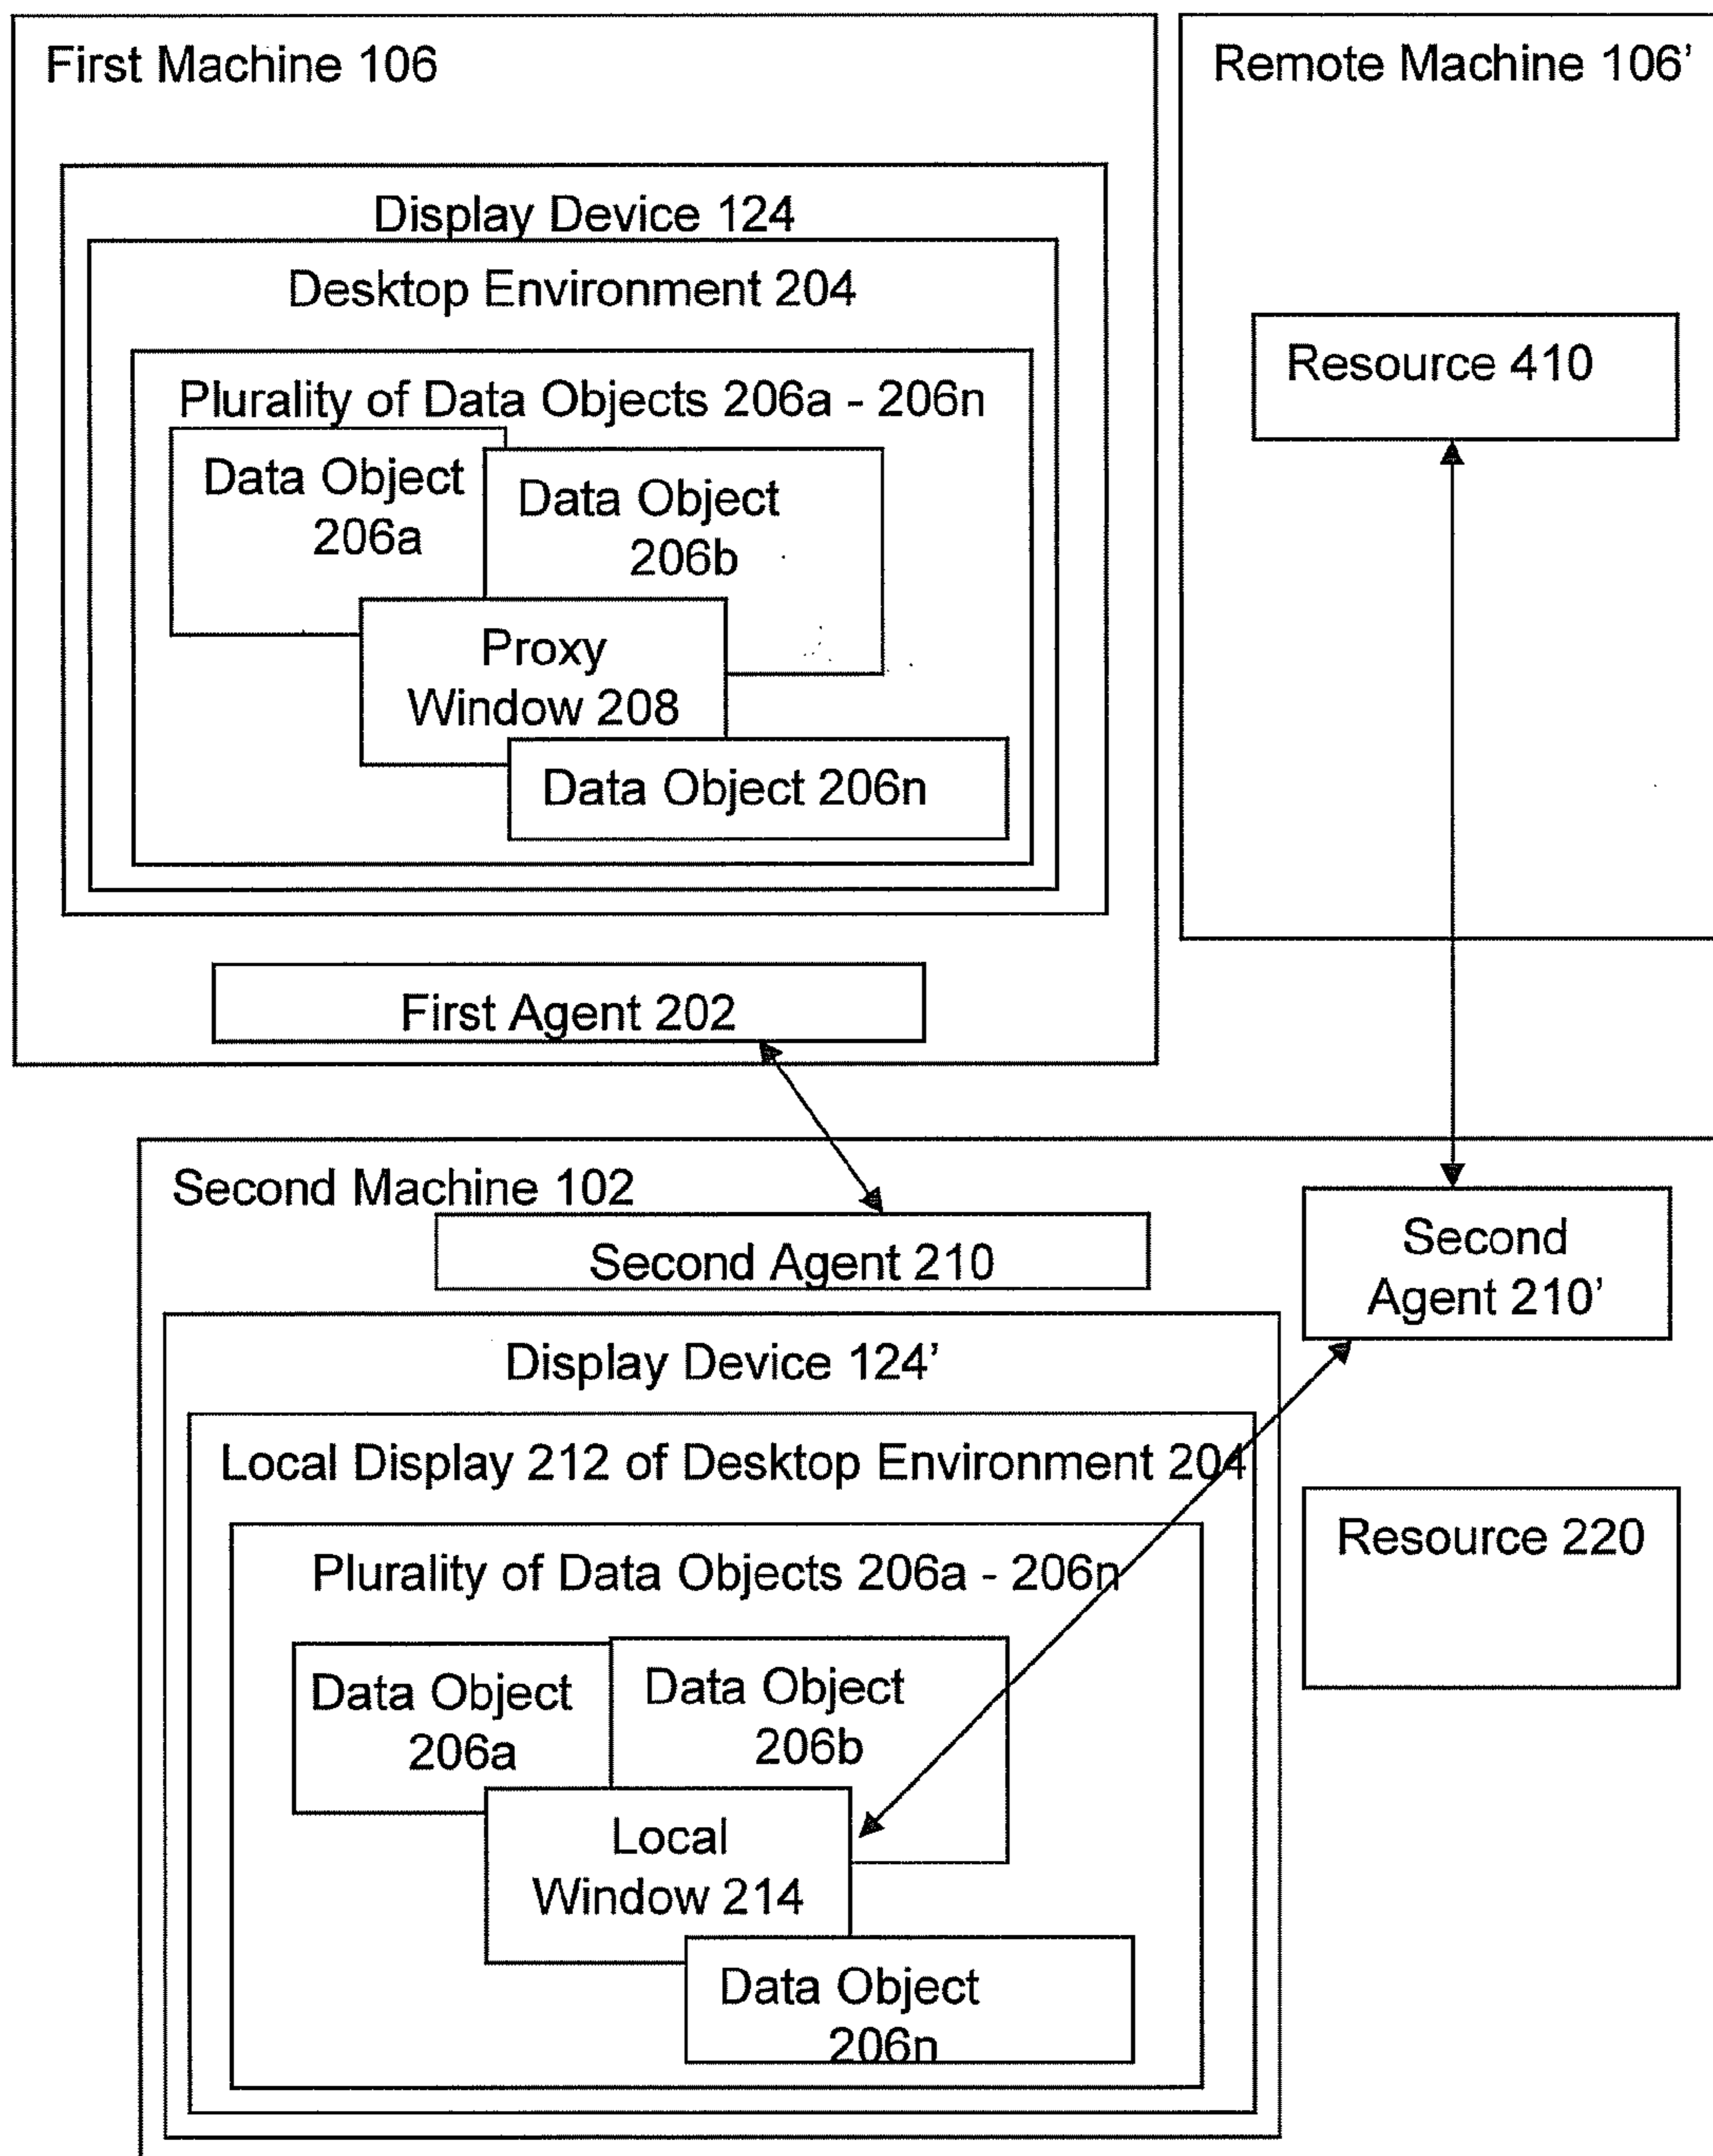 First Machine 106
Display Device 124
Desktop Environment 204
Plurality of Data Objects 206a - 206n
Data Object
206a
Data Object
206b
Proxy
Window 208
Data Object 206n
First Agent 202
Remote Machine 106’
Resource 410
Second Machine 102
Second Agent 210
Second
Agent 210’
Display Device 124’
Local Display 212 of Desktop Environment 204
Plurality of Data Objects 206a - 206n
Data Object
206a
Data Object
206b
Local
Window 214
Data Object
206n
Resource 220